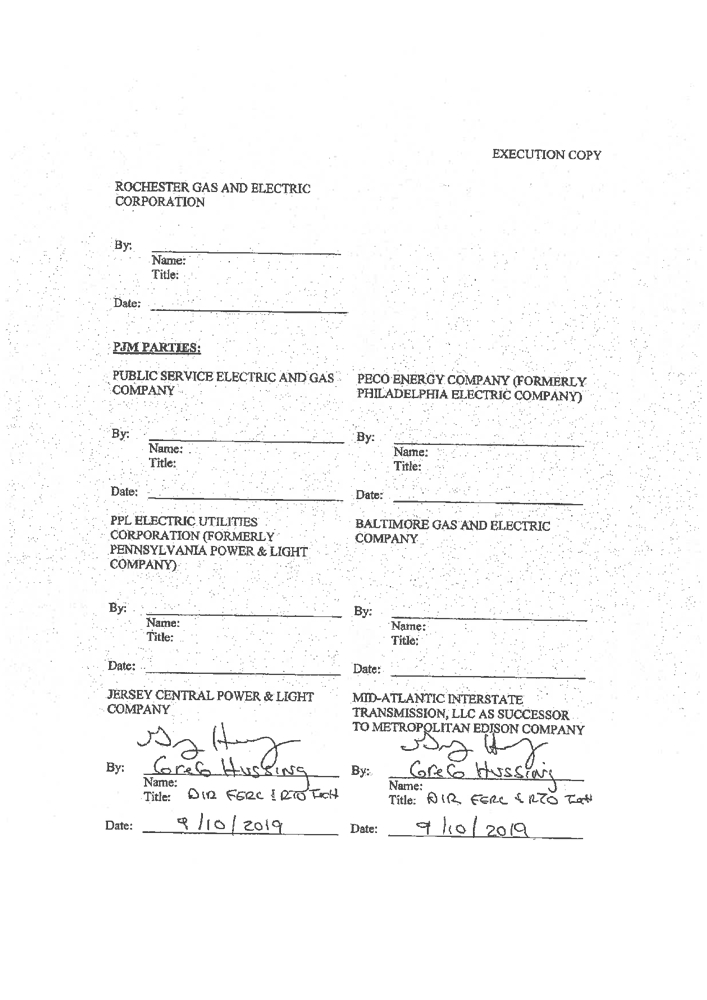 EXECUTION COPY
ROCHESTER GAS AND ELECTRIC
CORPORATION
By:
Name:
Title:
Date:
PJM PARTIES:
PUBLIC SERVICE ELECTRIC AND GAS
COMPANY
By:
Name:
Title:
Date:
PECO ENERGY COMPANY (FORMERLY
PHILADELPHIA ELECTRIC COMPANY)
By:
Name:
Title:
Date:
PPL ELECTRIC UTILITIES
CORPORATION (FORMERLY
PENNSYLVANIA POWER & LIGHT
COMPANY)
By:
Name:
Title:
Date:
BALTIMORE GAS AND ELECTRIC
COMPANY
By:
Name:
Title:
Date:
JERSEY CENTRAL POWER & LIGHT
COMPANY
By: Greg Hussing
Name:
Title: DIR FERC & RTO Tech
Date: 9/10/2019
MID-ATLANTIC INTERSTATE
TRANSMISSION, LLC AS SUCCESSOR
TO METROPOLITAN EDISON COMPANY
By: Greg Hussing
Name:
Title: DIR FERC & RTO Tech
Date: 9/10/2019